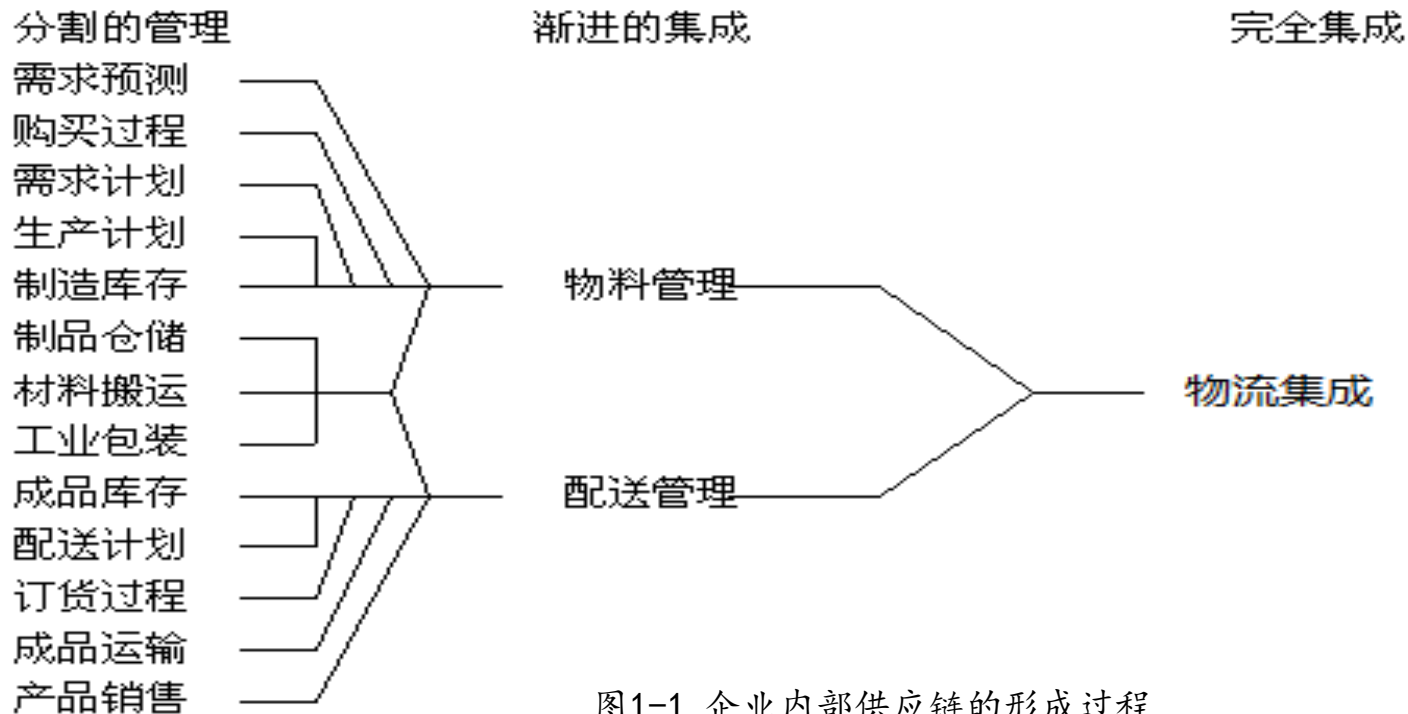 分割的管理 渐进的集成 完全集成
需求预测
购买过程
需求计划
生产计划
制造库存 物料管理
制品仓储
材料搬运 物流集成
工业包装
成品库存 配送管理
配送计划
订货过程
成品运输
产品销售
图1-1 企业内部供应链的形成过程